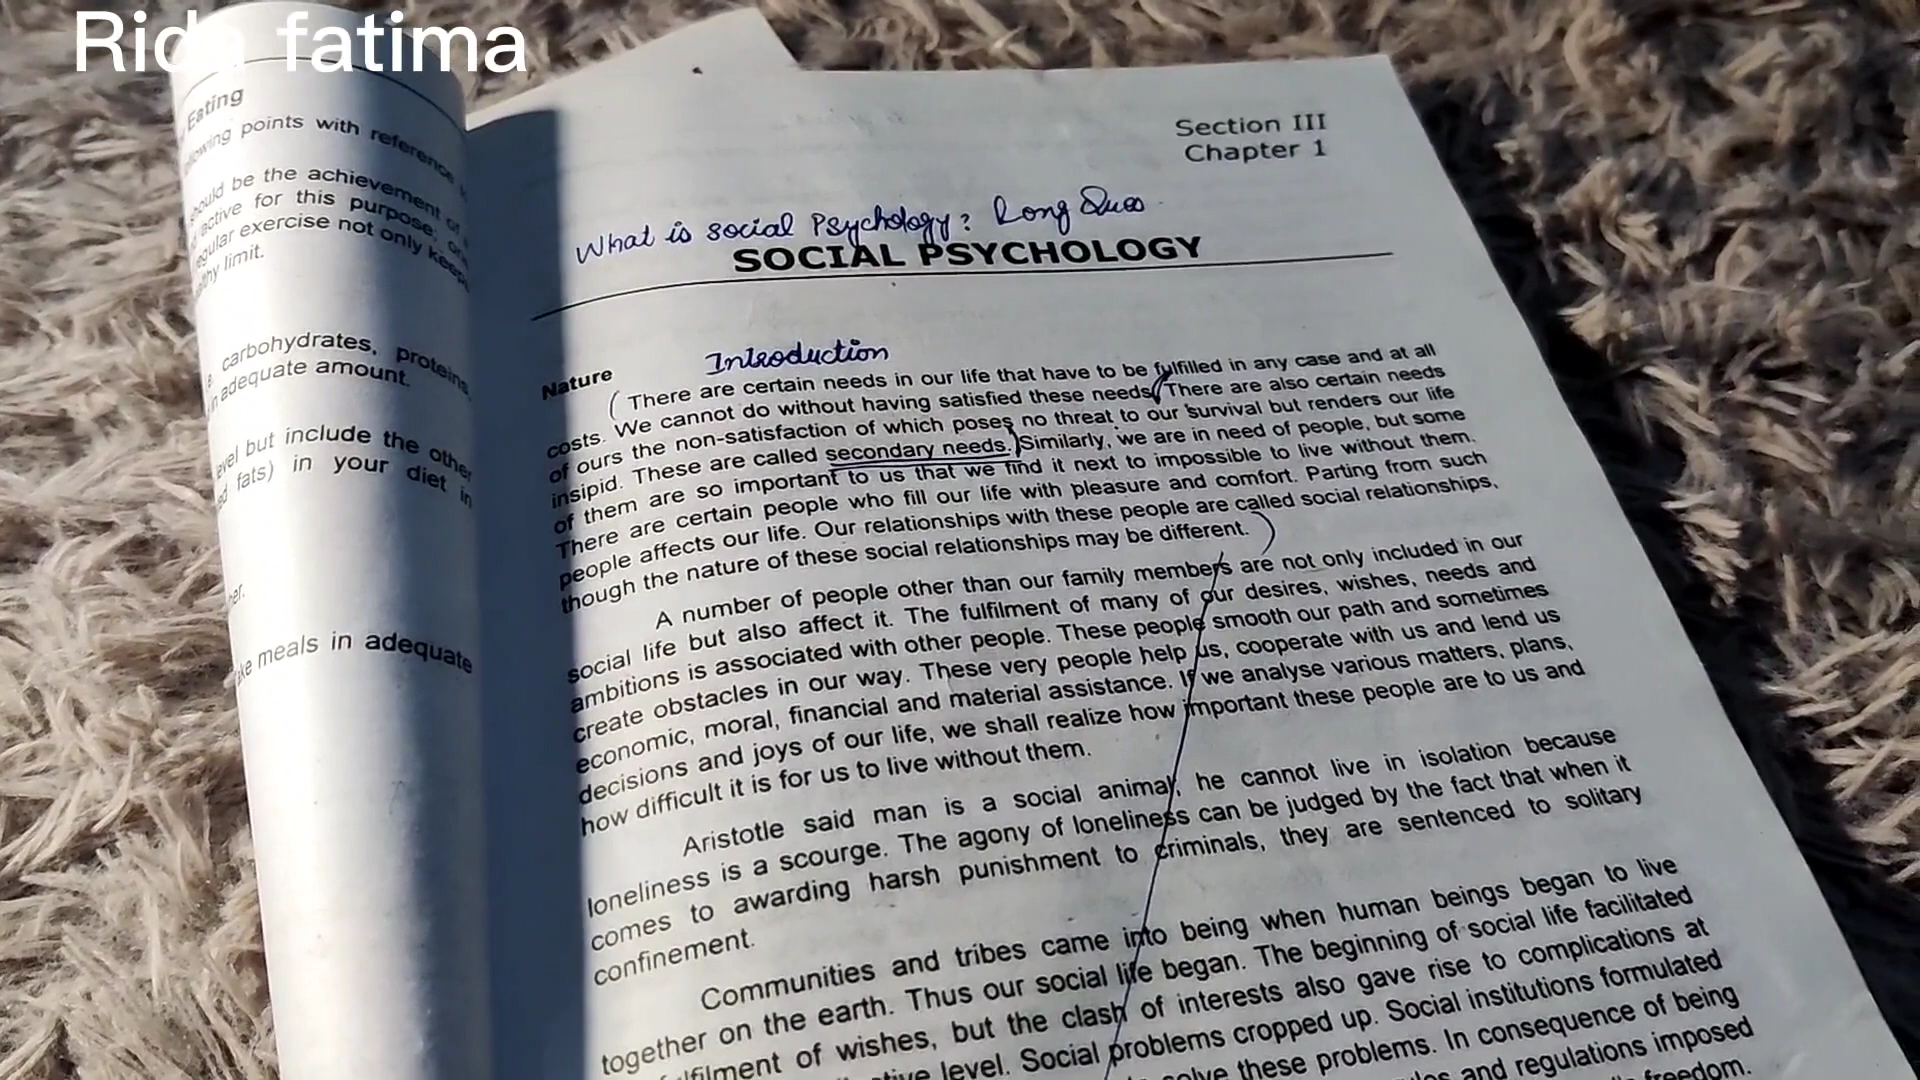 Rida fatima
Eating
points with reference
should be the achievement of
active for this purpose;
regular exercise not only keeps
limit.
carbohydrates, proteins,
in adequate amount.
level but include the other
fats) in your diet in
meals in adequate
Section III
Chapter 1
What is social Psychology? Long Ques
SOCIAL PSYCHOLOGY
Nature
Introduction
( There are certain needs in our life that have to be fulfilled in any case and at all
costs. We cannot do without having satisfied these needs. There are also certain needs
of ours the non-satisfaction of which poses no threat to our survival but renders our life
insipid. These are called secondary needs.) Similarly, we are in need of people, but some
of them are so important to us that we find it next to impossible to live without them.
There are certain people who fill our life with pleasure and comfort. Parting from such
people affects our life. Our relationships with these people are called social relationships,
though the nature of these social relationships may be different. )
A number of people other than our family members are not only included in our
social life but also affect it. The fulfilment of many of our desires, wishes, needs and
ambitions is associated with other people. These people smooth our path and sometimes
create obstacles in our way. These very people help us, cooperate with us and lend us
economic, moral, financial and material assistance. If we analyse various matters, plans,
decisions and joys of our life, we shall realize how important these people are to us and
how difficult it is for us to live without them.
Aristotle said man is a social animal, he cannot live in isolation because
loneliness is a scourge. The agony of loneliness can be judged by the fact that when it
comes to awarding harsh punishment to criminals, they are sentenced to solitary
confinement.
Communities and tribes came into being when human beings began to live
together on the earth. Thus our social life began. The beginning of social life facilitated
of wishes, but the clash of interests also gave rise to complications at
level. Social problems cropped up. Social institutions formulated
solve these problems. In consequence of being
and regulations imposed
freedom.